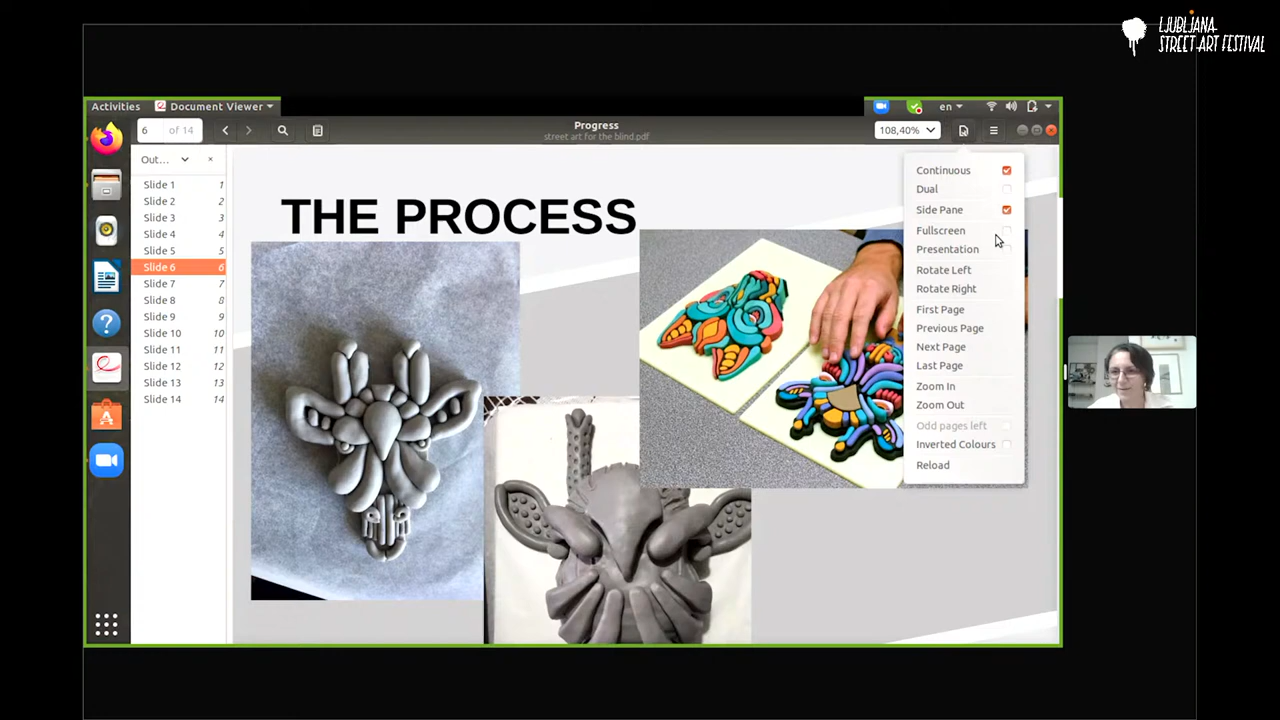 LJUBLJANA
STREET ART FESTIVAL
Activities
Document Viewer
en
6
of 14
Progress
street art for the blind.pdf
108,40%
Out...
Slide 1 1
Slide 2 2
Slide 3 3
Slide 4 4
Slide 5 5
Slide 6 6
Slide 7 7
Slide 8 8
Slide 9 9
Slide 10 10
Slide 11 11
Slide 12 12
Slide 13 13
Slide 14 14
THE PROCESS
Continuous
Dual
Side Pane
Fullscreen
Presentation
Rotate Left
Rotate Right
First Page
Previous Page
Next Page
Last Page
Zoom In
Zoom Out
Odd pages left
Inverted Colours
Reload